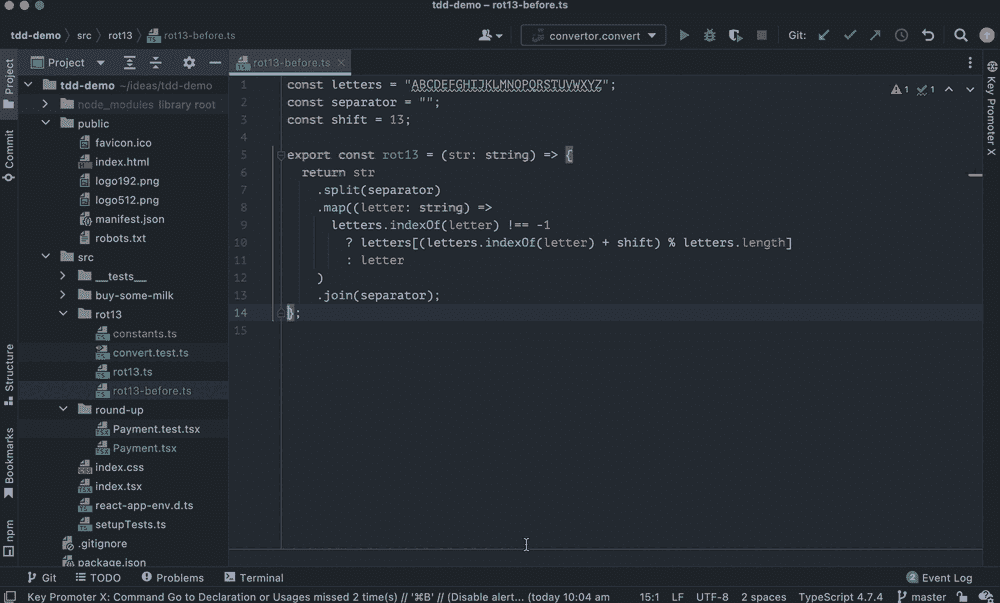 tdd-demo – rot13-before.ts
tdd-demo src rot13 rot13-before.ts convertor.convert Git:
Project
rot13-before.ts
Project
Commit
Structure
Bookmarks
npm
tdd-demo ~/ideas/tdd-demo
node_modules library root
public
favicon.ico
index.html
logo192.png
logo512.png
manifest.json
robots.txt
src
__tests__
buy-some-milk
rot13
constants.ts
convert.test.ts
rot13.ts
rot13-before.ts
round-up
Payment.test.tsx
Payment.tsx
index.css
index.tsx
react-app-env.d.ts
setupTests.ts
.gitignore
package.json
1 const letters = "ABCDEFGHIJKLMNOPQRSTUVWXYZ";
2 const separator = "";
3 const shift = 13;
4
5 export const rot13 = (str: string) => {
6 return str
7 .split(separator)
8 .map((letter: string) =>
9 letters.indexOf(letter) !== -1
10 ? letters[(letters.indexOf(letter) + shift) % letters.length]
11 : letter
12 )
13 .join(separator);
14 };
15
1 1
Key Promoter X
Git TODO Problems Terminal 2 Event Log
Key Promoter X: Command Go to Declaration or Usages missed 2 time(s) // '⌘B' // (Disable alert... (today 10:04 am 15:1 LF UTF-8 2 spaces TypeScript 4.7.4 master